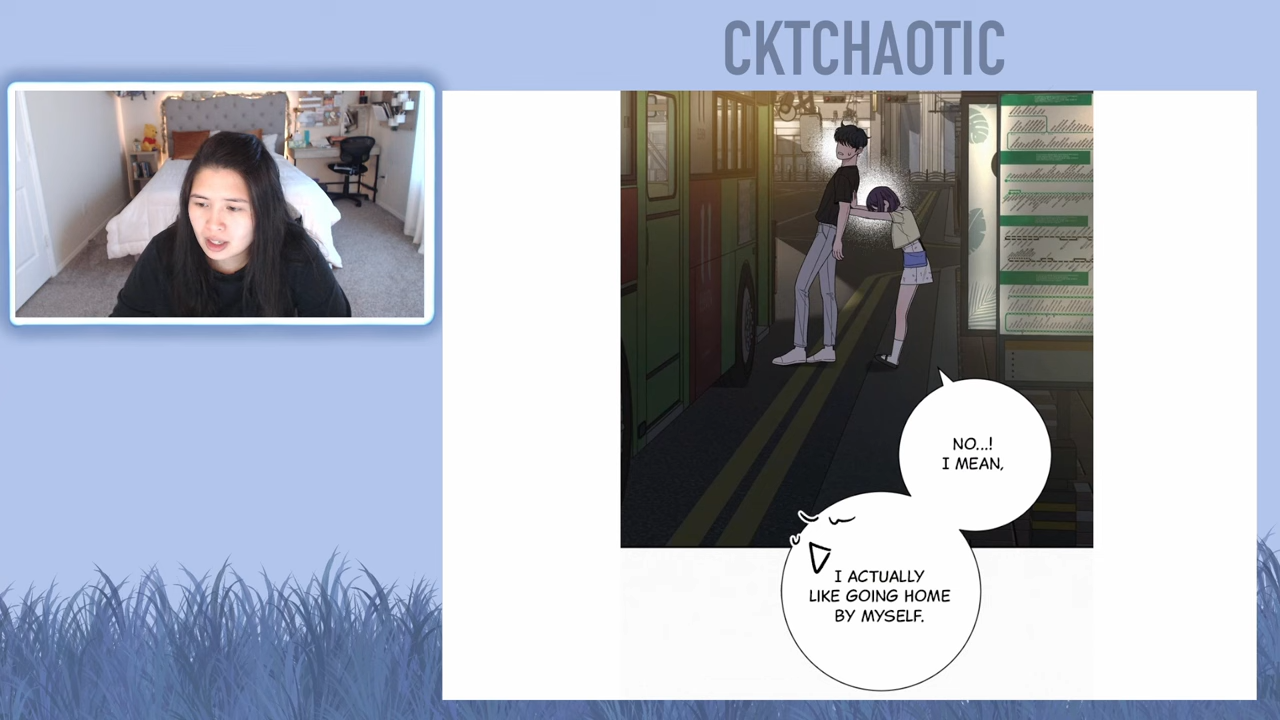 CKTCHAOTIC
NO...!
I MEAN,
I ACTUALLY
LIKE GOING HOME
BY MYSELF.